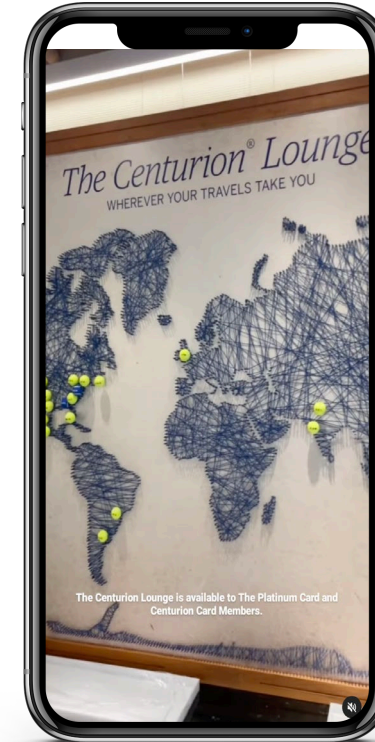 The Centurion® Lounge
WHEREVER YOUR TRAVELS TAKE YOU
The Centurion Lounge is available to The Platinum Card and
Centurion Card Members.